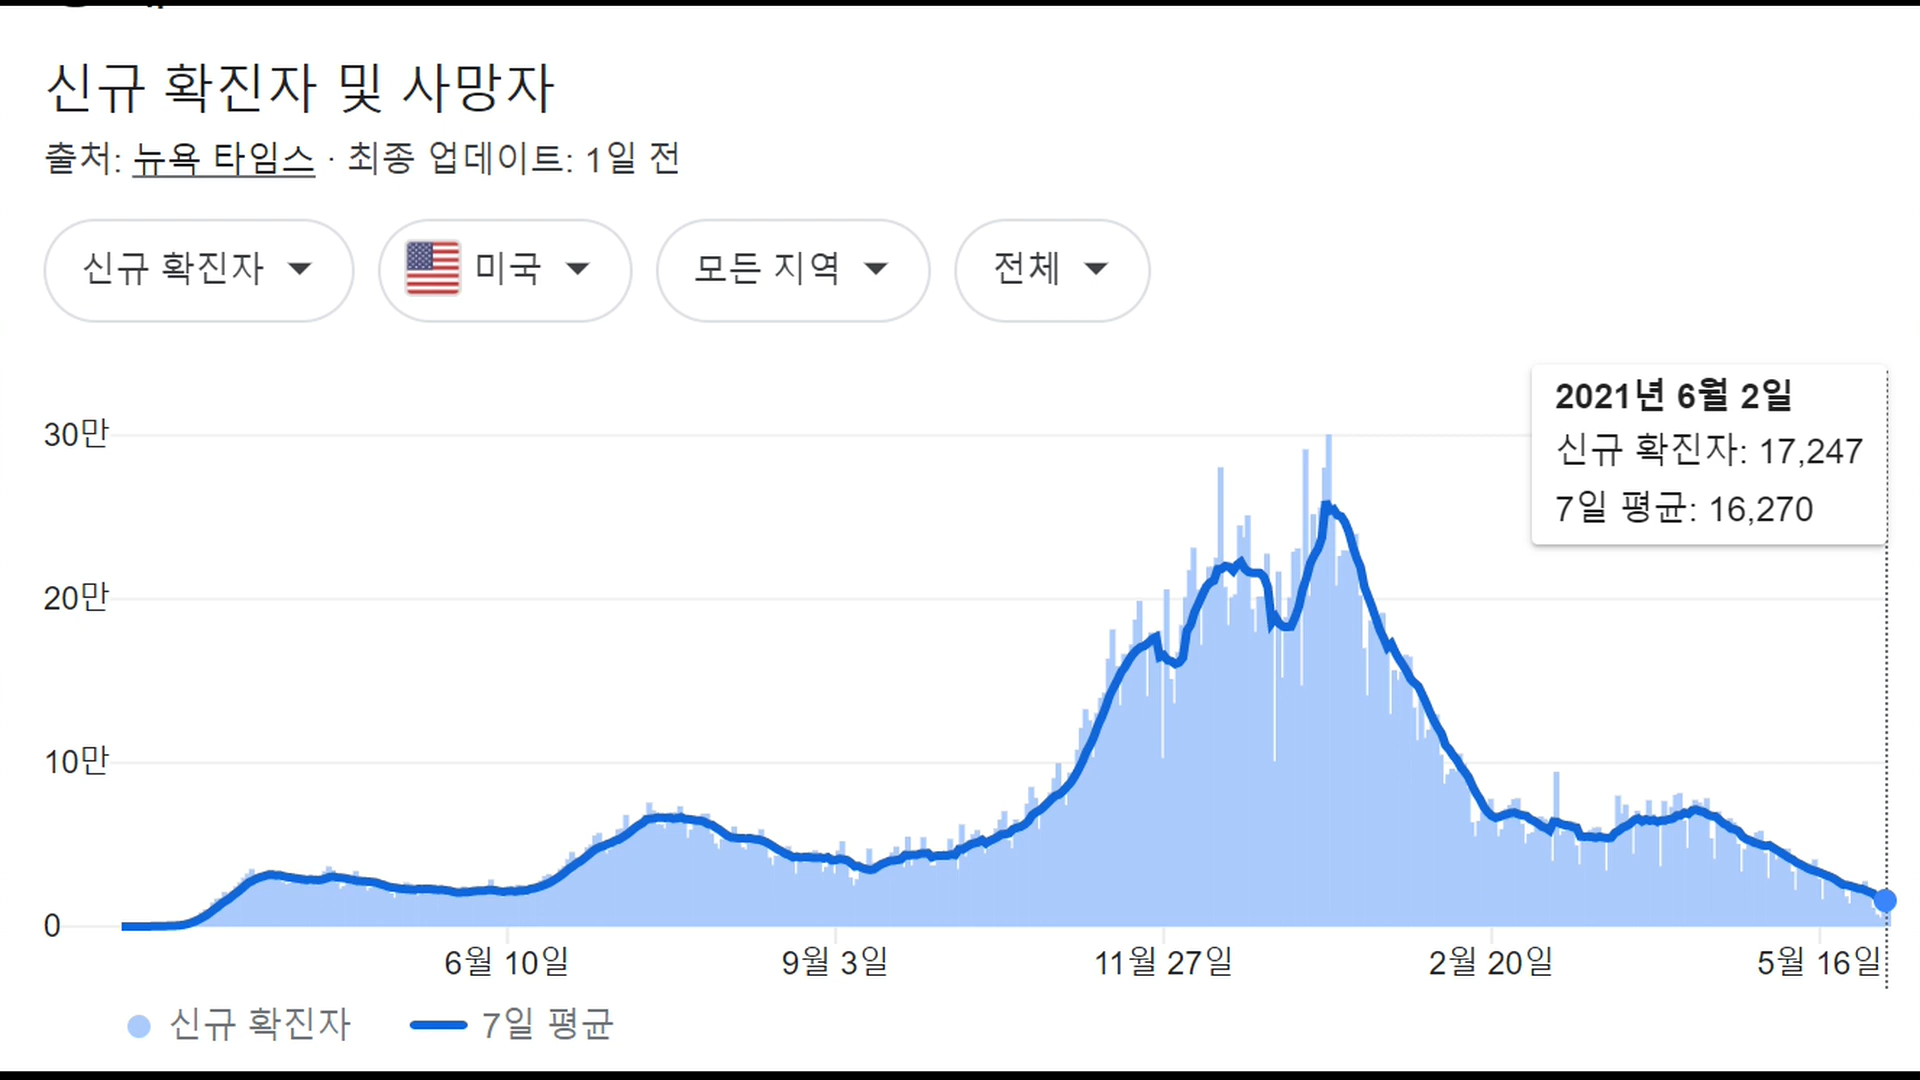 신규 확진자 및 사망자
출처: 뉴욕 타임스 · 최종 업데이트: 1일 전
신규 확진자 미국 모든 지역 전체
2021년 6월 2일
신규 확진자: 17,247
7일 평균: 16,270
30만
20만
10만
0
6월 10일 9월 3일 11월 27일 2월 20일 5월 16일
신규 확진자 7일 평균